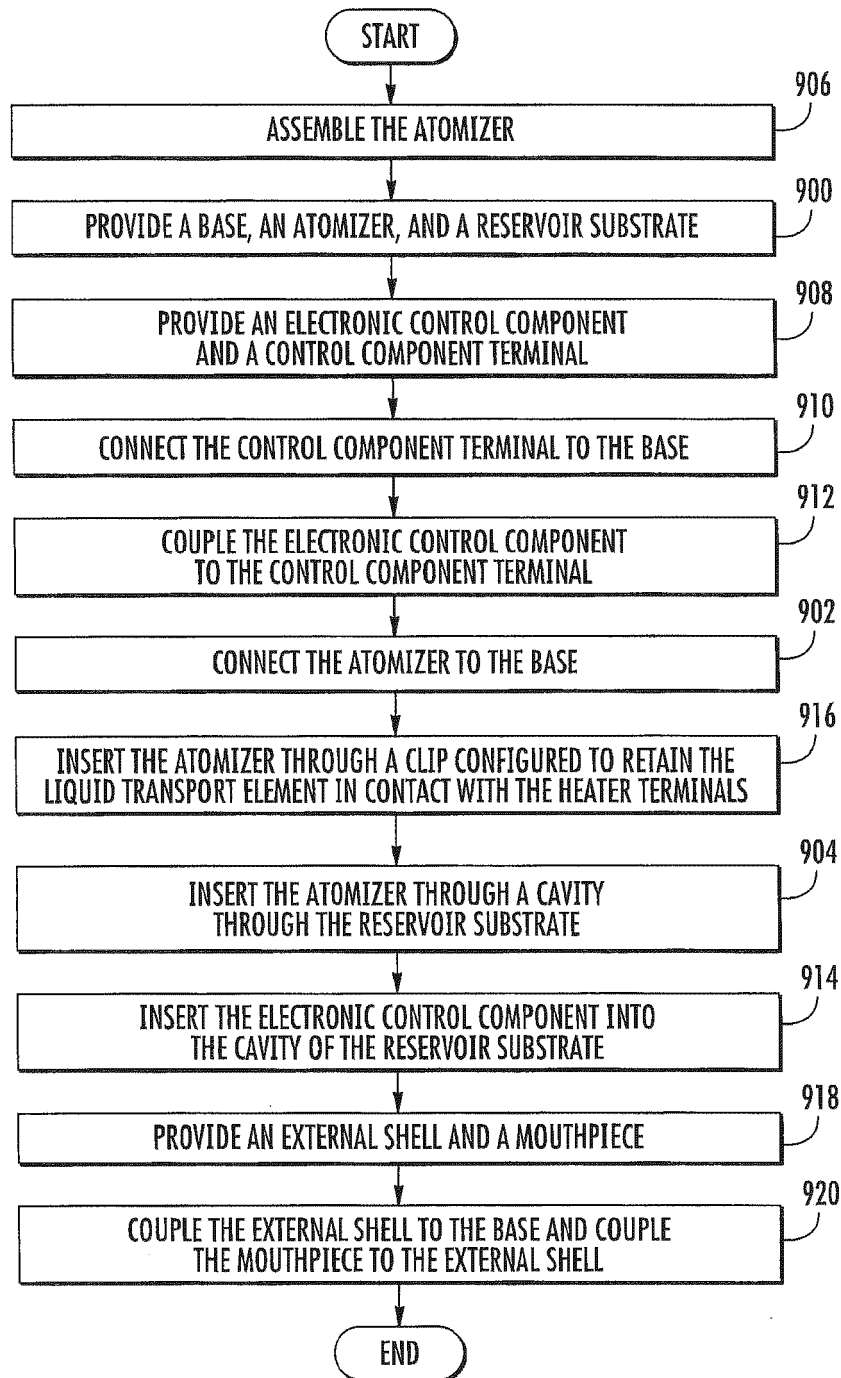 START
906
ASSEMBLE THE ATOMIZER
900
PROVIDE A BASE, AN ATOMIZER, AND A RESERVOIR SUBSTRATE
908
PROVIDE AN ELECTRONIC CONTROL COMPONENT
AND A CONTROL COMPONENT TERMINAL
910
CONNECT THE CONTROL COMPONENT TERMINAL TO THE BASE
912
COUPLE THE ELECTRONIC CONTROL COMPONENT
TO THE CONTROL COMPONENT TERMINAL
902
CONNECT THE ATOMIZER TO THE BASE
916
INSERT THE ATOMIZER THROUGH A CLIP CONFIGURED TO RETAIN THE
LIQUID TRANSPORT ELEMENT IN CONTACT WITH THE HEATER TERMINALS
904
INSERT THE ATOMIZER THROUGH A CAVITY
THROUGH THE RESERVOIR SUBSTRATE
914
INSERT THE ELECTRONIC CONTROL COMPONENT INTO
THE CAVITY OF THE RESERVOIR SUBSTRATE
918
PROVIDE AN EXTERNAL SHELL AND A MOUTHPIECE
920
COUPLE THE EXTERNAL SHELL TO THE BASE AND COUPLE
THE MOUTHPIECE TO THE EXTERNAL SHELL
END